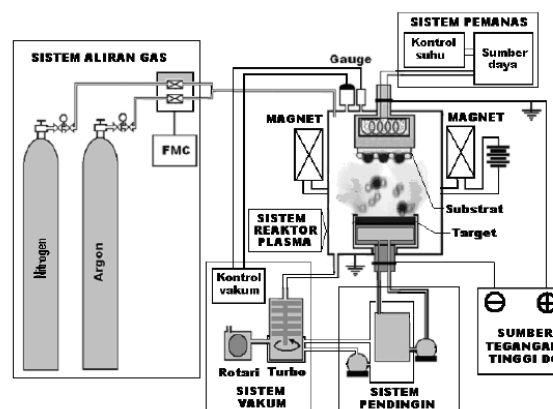 SISTEM ALIRAN GAS
FMC
Nitrogen
Argon
Gauge
SISTEM PEMANAS
Kontrol
suhu
Sumber
daya
MAGNET
MAGNET
Substrat
Target
SISTEM
REAKTOR
PLASMA
Kontrol
vakum
Rotari
Turbo
SISTEM
VAKUM
SISTEM
PENDINGIN
SUMBER
TEGANGAN
TINGGI DC